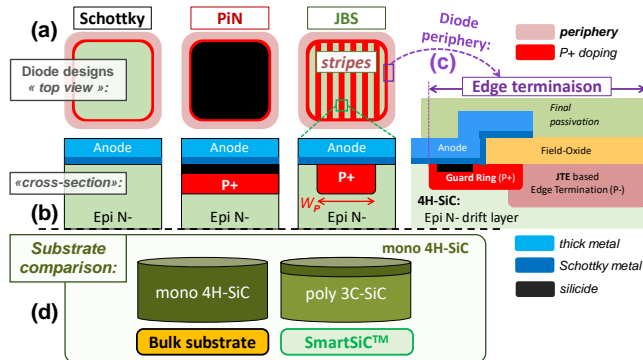 Schottky
PiN
JBS
periphery
P+ doping
(a)
Diode
periphery:
(c)
Diode designs
« top view »:
stripes
Edge terminaison
Final
passivation
Anode
Anode
Anode
Anode
Field-Oxide
P+
P+
Guard Ring (P+)
JTE based
Edge Termination (P-)
«cross-section»:
WP
4H-SiC:
Epi N- drift layer
(b)
Epi N-
Epi N-
Epi N-
Substrate
comparison:
mono 4H-SiC
thick metal
Schottky metal
silicide
mono 4H-SiC
poly 3C-SiC
(d)
Bulk substrate
SmartSiC™